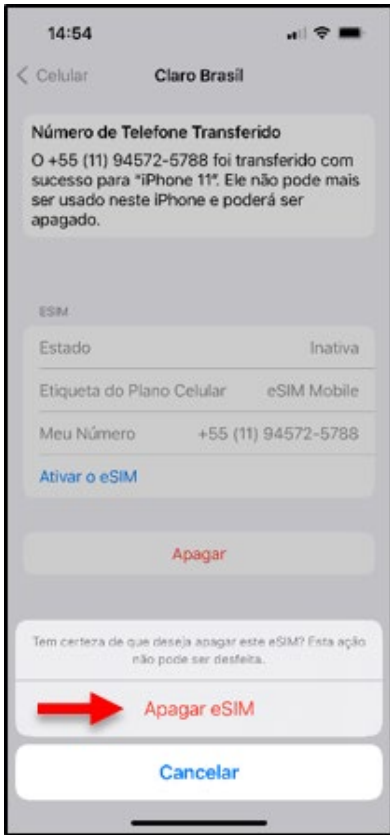 14:54
Celular Claro Brasil
Número de Telefone Transferido
O +55 (11) 94572-5788 foi transferido com
sucesso para "iPhone 11". Ele não pode mais
ser usado neste iPhone e poderá ser
apagado.
ESIM
Estado Inativa
Etiqueta do Plano Celular eSIM Mobile
Meu Número +55 (11) 94572-5788
Ativar o eSIM
Apagar
Tem certeza de que deseja apagar este eSIM? Esta ação
não pode ser desfeita.
Apagar eSIM
Cancelar